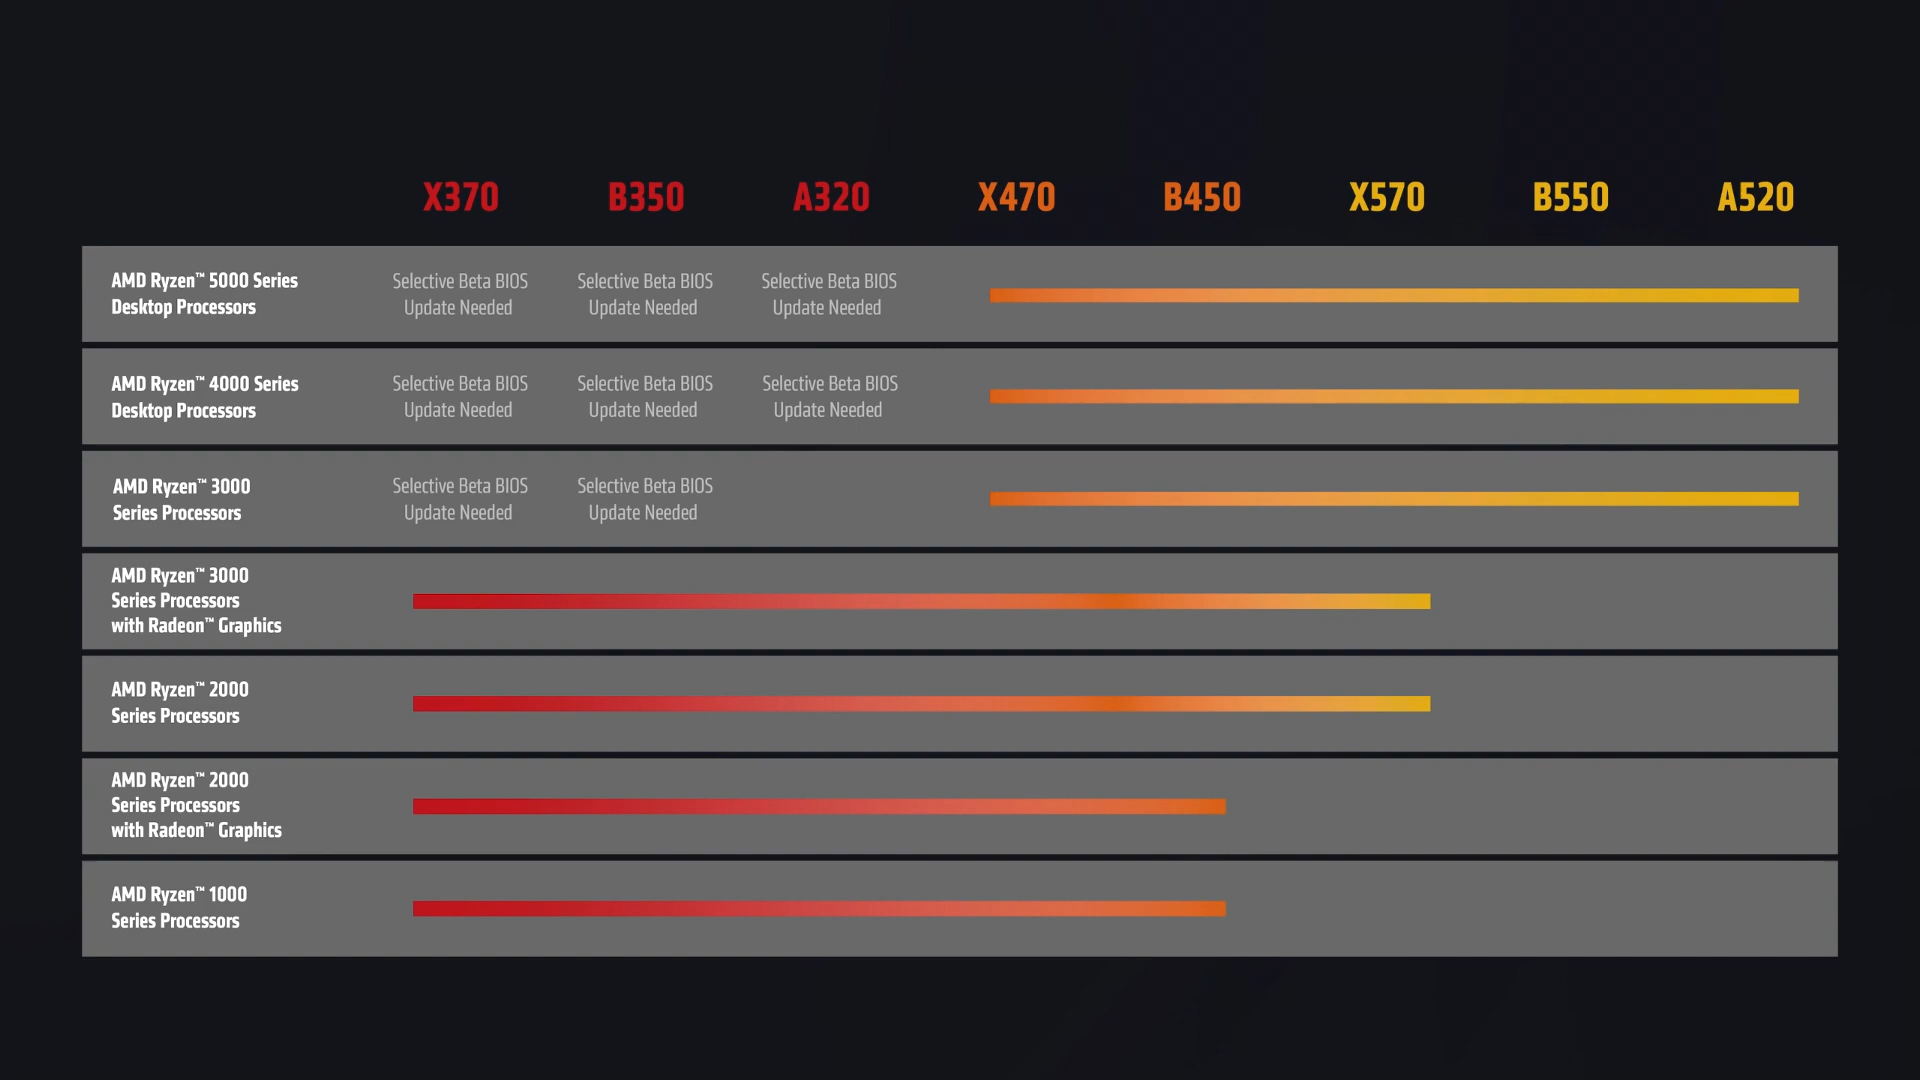 X370 B350 A320 X470 B450 X570 B550 A520
AMD Ryzen™ 5000 Series
Desktop Processors
Selective Beta BIOS
Update Needed
Selective Beta BIOS
Update Needed
Selective Beta BIOS
Update Needed
AMD Ryzen™ 4000 Series
Desktop Processors
Selective Beta BIOS
Update Needed
Selective Beta BIOS
Update Needed
Selective Beta BIOS
Update Needed
AMD Ryzen™ 3000
Series Processors
Selective Beta BIOS
Update Needed
Selective Beta BIOS
Update Needed
AMD Ryzen™ 3000
Series Processors
with Radeon™ Graphics
AMD Ryzen™ 2000
Series Processors
AMD Ryzen™ 2000
Series Processors
with Radeon™ Graphics
AMD Ryzen™ 1000
Series Processors